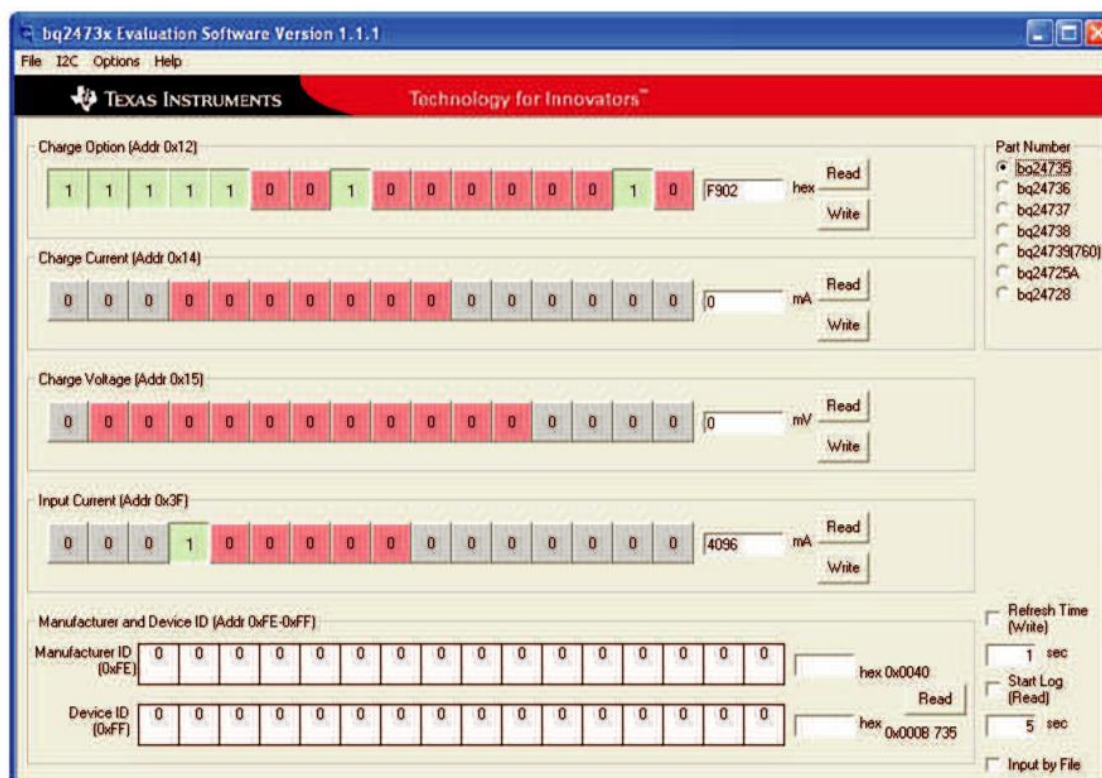 bq2473x Evaluation Software Version 1.1.1
File I2C Options Help
TEXAS INSTRUMENTS Technology for Innovators™
Charge Option (Addr 0x12)
1 1 1 1 1 0 0 1 0 0 0 0 0 0 1 0 F902 hex Read
Write
Charge Current (Addr 0x14)
0 0 0 0 0 0 0 0 0 0 0 0 0 0 0 0 0 mA Read
Write
Charge Voltage (Addr 0x15)
0 0 0 0 0 0 0 0 0 0 0 0 0 0 0 0 0 mV Read
Write
Input Current (Addr 0x3F)
0 0 0 1 0 0 0 0 0 0 0 0 0 0 0 0 4096 mA Read
Write
Manufacturer and Device ID (Addr 0xFE-0xFF)
Manufacturer ID
(0xFE)
0 0 0 0 0 0 0 0 0 0 0 0 0 0 0 0 hex 0x0040
Read
Device ID
(0xFF)
0 0 0 0 0 0 0 0 0 0 0 0 0 0 0 0 hex 0x000B 735
Part Number
bq24735
bq24736
bq24737
bq24738
bq24739(760)
bq24725A
bq24728
Refresh Time
(Write)
1 sec
Start Log
(Read)
5 sec
Input by File